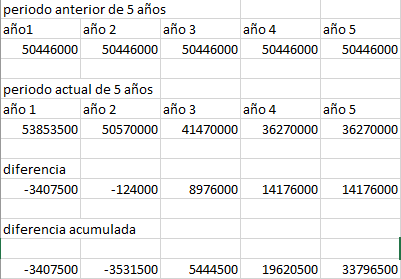 periodo anterior de 5 años
año1 año 2 año 3 año 4 año 5
50446000 50446000 50446000 50446000 50446000
periodo actual de 5 años
año 1 año 2 año 3 año 4 año 5
53853500 50570000 41470000 36270000 36270000
diferencia
-3407500 -124000 8976000 14176000 14176000
diferencia acumulada
-3407500 -3531500 5444500 19620500 33796500